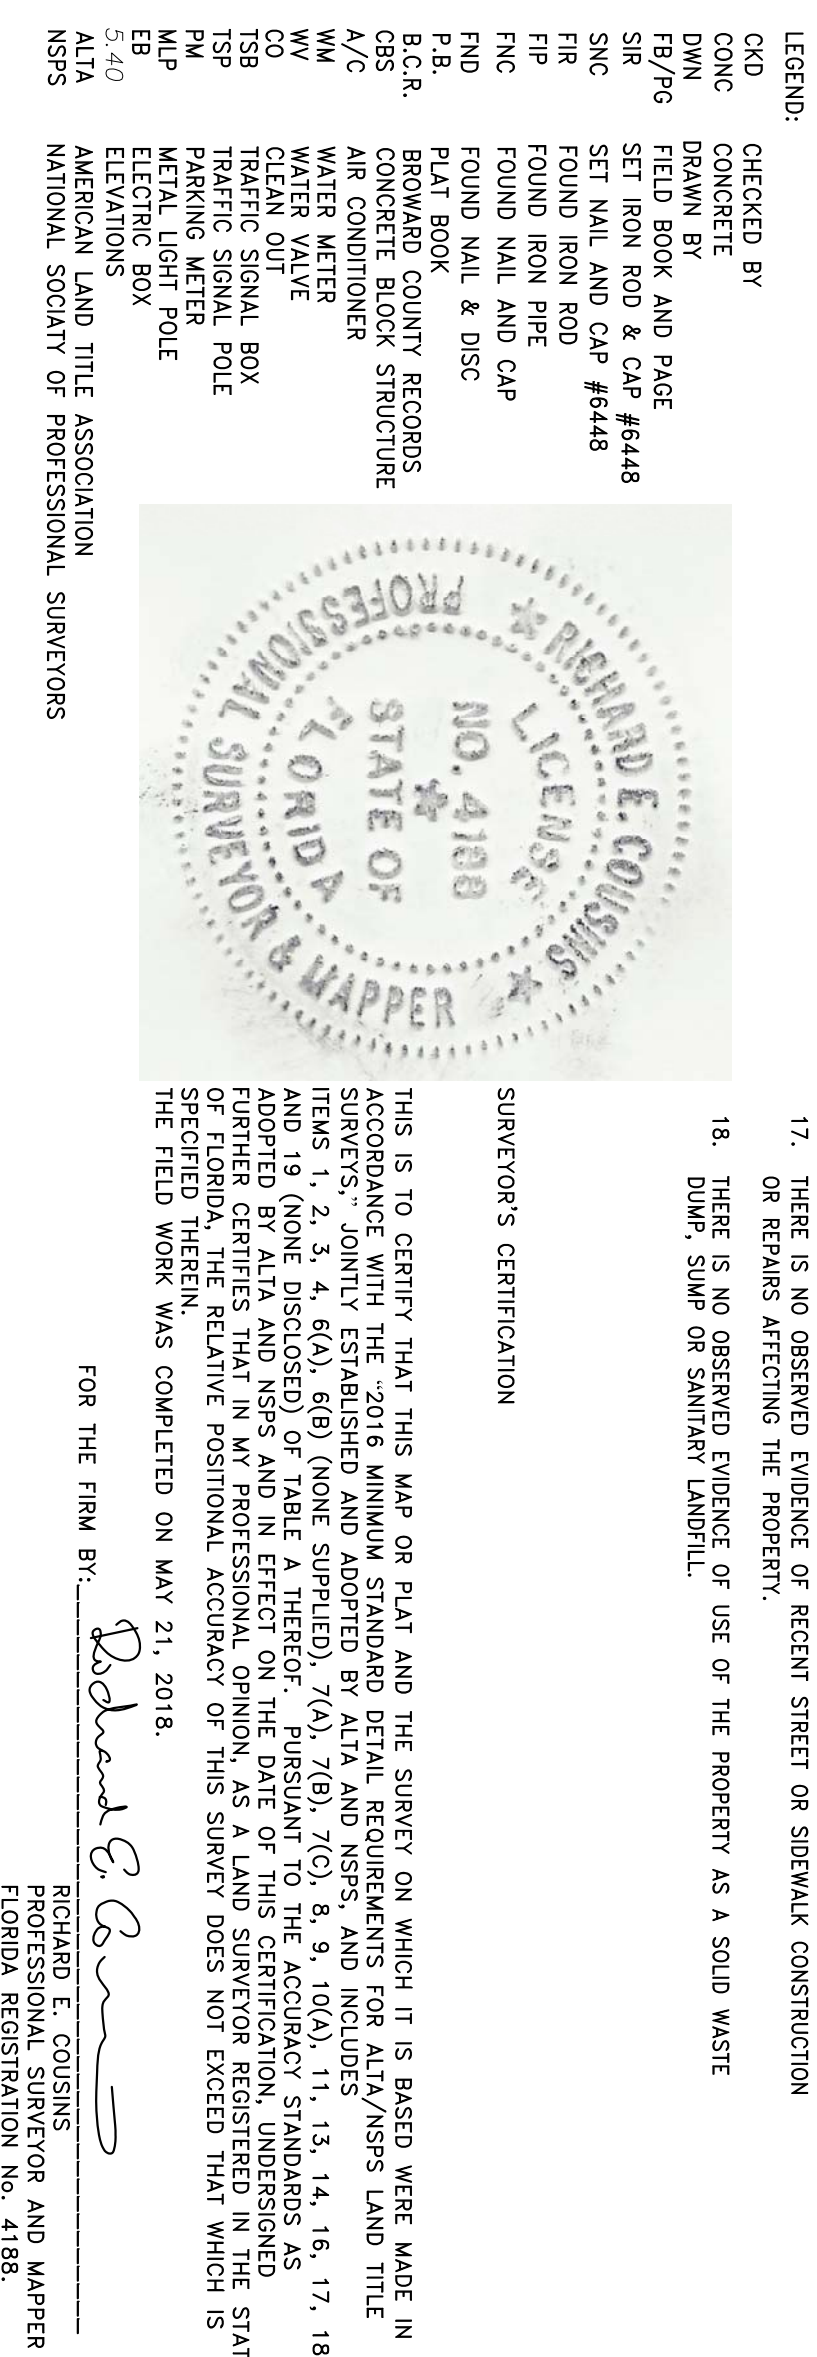 LEGEND:
CKD CHECKED BY
CONC CONCRETE
DWN DRAWN BY
FB/PG FIELD BOOK AND PAGE
SIR SET IRON ROD & CAP #6448
SNC SET NAIL AND CAP #6448
FIR FOUND IRON ROD
FIP FOUND IRON PIPE
FNC FOUND NAIL AND CAP
FND FOUND NAIL & DISC
P.B. PLAT BOOK
B.C.R. BROWARD COUNTY RECORDS
CBS CONCRETE BLOCK STRUCTURE
A/C AIR CONDITIONER
WM WATER METER
WV WATER VALVE
CO CLEAN OUT
TSB TRAFFIC SIGNAL BOX
TSP TRAFFIC SIGNAL POLE
PM PARKING METER
MLP METAL LIGHT POLE
EB ELECTRIC BOX
5.40 ELEVATIONS
ALTA AMERICAN LAND TITLE ASSOCIATION
NSPS NATIONAL SOCIATY OF PROFESSIONAL SURVEYORS
RICHARD E. COUSINS
LICENSE
NO. 4188
STATE OF
FLORIDA
PROFESSIONAL SURVEYOR & MAPPER
17. THERE IS NO OBSERVED EVIDENCE OF RECENT STREET OR SIDEWALK CONSTRUCTION
OR REPAIRS AFFECTING THE PROPERTY.
18. THERE IS NO OBSERVED EVIDENCE OF USE OF THE PROPERTY AS A SOLID WASTE
DUMP, SUMP OR SANITARY LANDFILL.
SURVEYOR'S CERTIFICATION
THIS IS TO CERTIFY THAT THIS MAP OR PLAT AND THE SURVEY ON WHICH IT IS BASED WERE MADE IN
ACCORDANCE WITH THE “2016 MINIMUM STANDARD DETAIL REQUIREMENTS FOR ALTA/NSPS LAND TITLE
SURVEYS,” JOINTLY ESTABLISHED AND ADOPTED BY ALTA AND NSPS, AND INCLUDES
ITEMS 1, 2, 3, 4, 6(A), 6(B) (NONE SUPPLIED), 7(A), 7(B), 7(C), 8, 9, 10(A), 11, 13, 14, 16, 17, 18
AND 19 (NONE DISCLOSED) OF TABLE A THEREOF. PURSUANT TO THE ACCURACY STANDARDS AS
ADOPTED BY ALTA AND NSPS AND IN EFFECT ON THE DATE OF THIS CERTIFICATION, UNDERSIGNED
FURTHER CERTIFIES THAT IN MY PROFESSIONAL OPINION, AS A LAND SURVEYOR REGISTERED IN THE STAT
OF FLORIDA, THE RELATIVE POSITIONAL ACCURACY OF THIS SURVEY DOES NOT EXCEED THAT WHICH IS
SPECIFIED THEREIN.
THE FIELD WORK WAS COMPLETED ON MAY 21, 2018.
FOR THE FIRM BY: Richard E. Cousins
RICHARD E. COUSINS
PROFESSIONAL SURVEYOR AND MAPPER
FLORIDA REGISTRATION No. 4188.